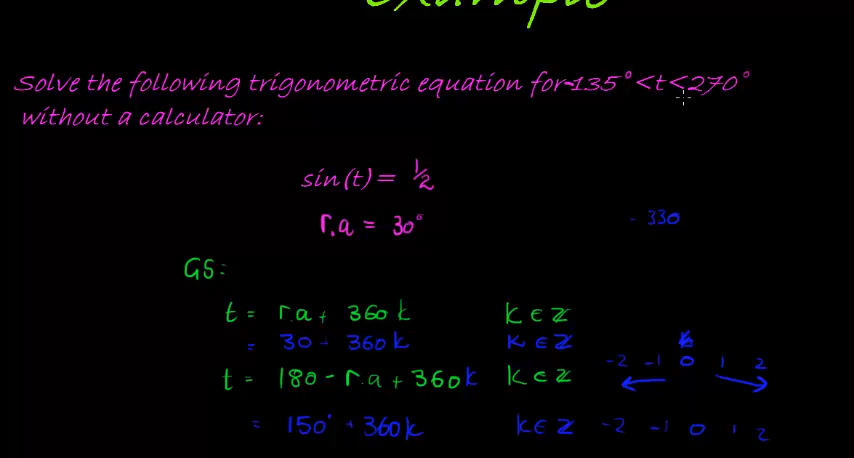 example
Solve the following trigonometric equation for -135° < t < 270°
without a calculator:
sin(t) = 1/2
r.a = 30°
- 330
GS:
t = r.a + 360k k ∈ ℤ
= 30 + 360k k ∈ ℤ
k
-2 -1 0 1 2
t = 180 - r.a + 360k k ∈ ℤ
= 150° + 360k k ∈ ℤ -2 -1 0 1 2